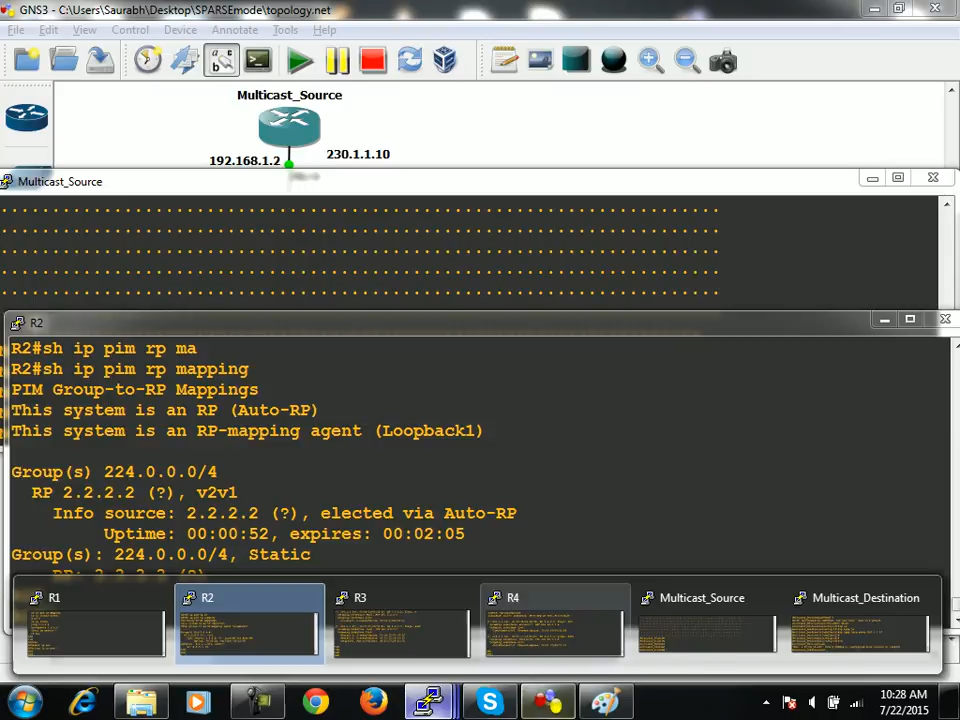 GNS3 - C:\Users\Saurabh\Desktop\SPARSEmode\topology.net
File Edit View Control Device Annotate Tools Help
Multicast_Source
192.168.1.2
230.1.1.10
Multicast_Source
R2
R2#sh ip pim rp ma
R2#sh ip pim rp mapping
PIM Group-to-RP Mappings
This system is an RP (Auto-RP)
This system is an RP-mapping agent (Loopback1)
Group(s) 224.0.0.0/4
RP 2.2.2.2 (?), v2v1
Info source: 2.2.2.2 (?), elected via Auto-RP
Uptime: 00:00:52, expires: 00:02:05
Group(s): 224.0.0.0/4, Static
R1
R2
R3
R4
Multicast_Source
Multicast_Destination
10:28 AM
7/22/2015